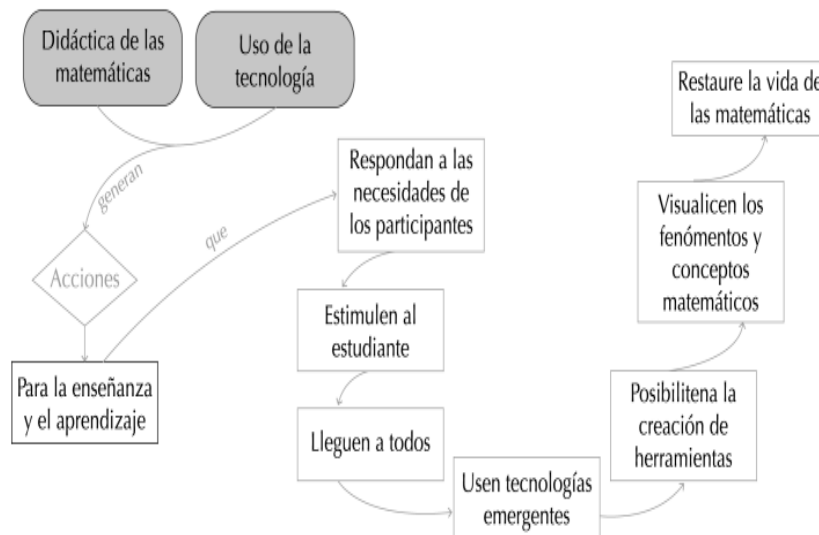 Didáctica de las
matemáticas
Uso de la
tecnología
generan
Acciones
Para la enseñanza
y el aprendizaje
que
Respondan a las
necesidades de
los participantes
Estimulen al
estudiante
Lleguen a todos
Usen tecnologías
emergentes
Posibilitena la
creación de
herramientas
Visualicen los
fenómentos y
conceptos
matemáticos
Restaure la vida de
las matemáticas